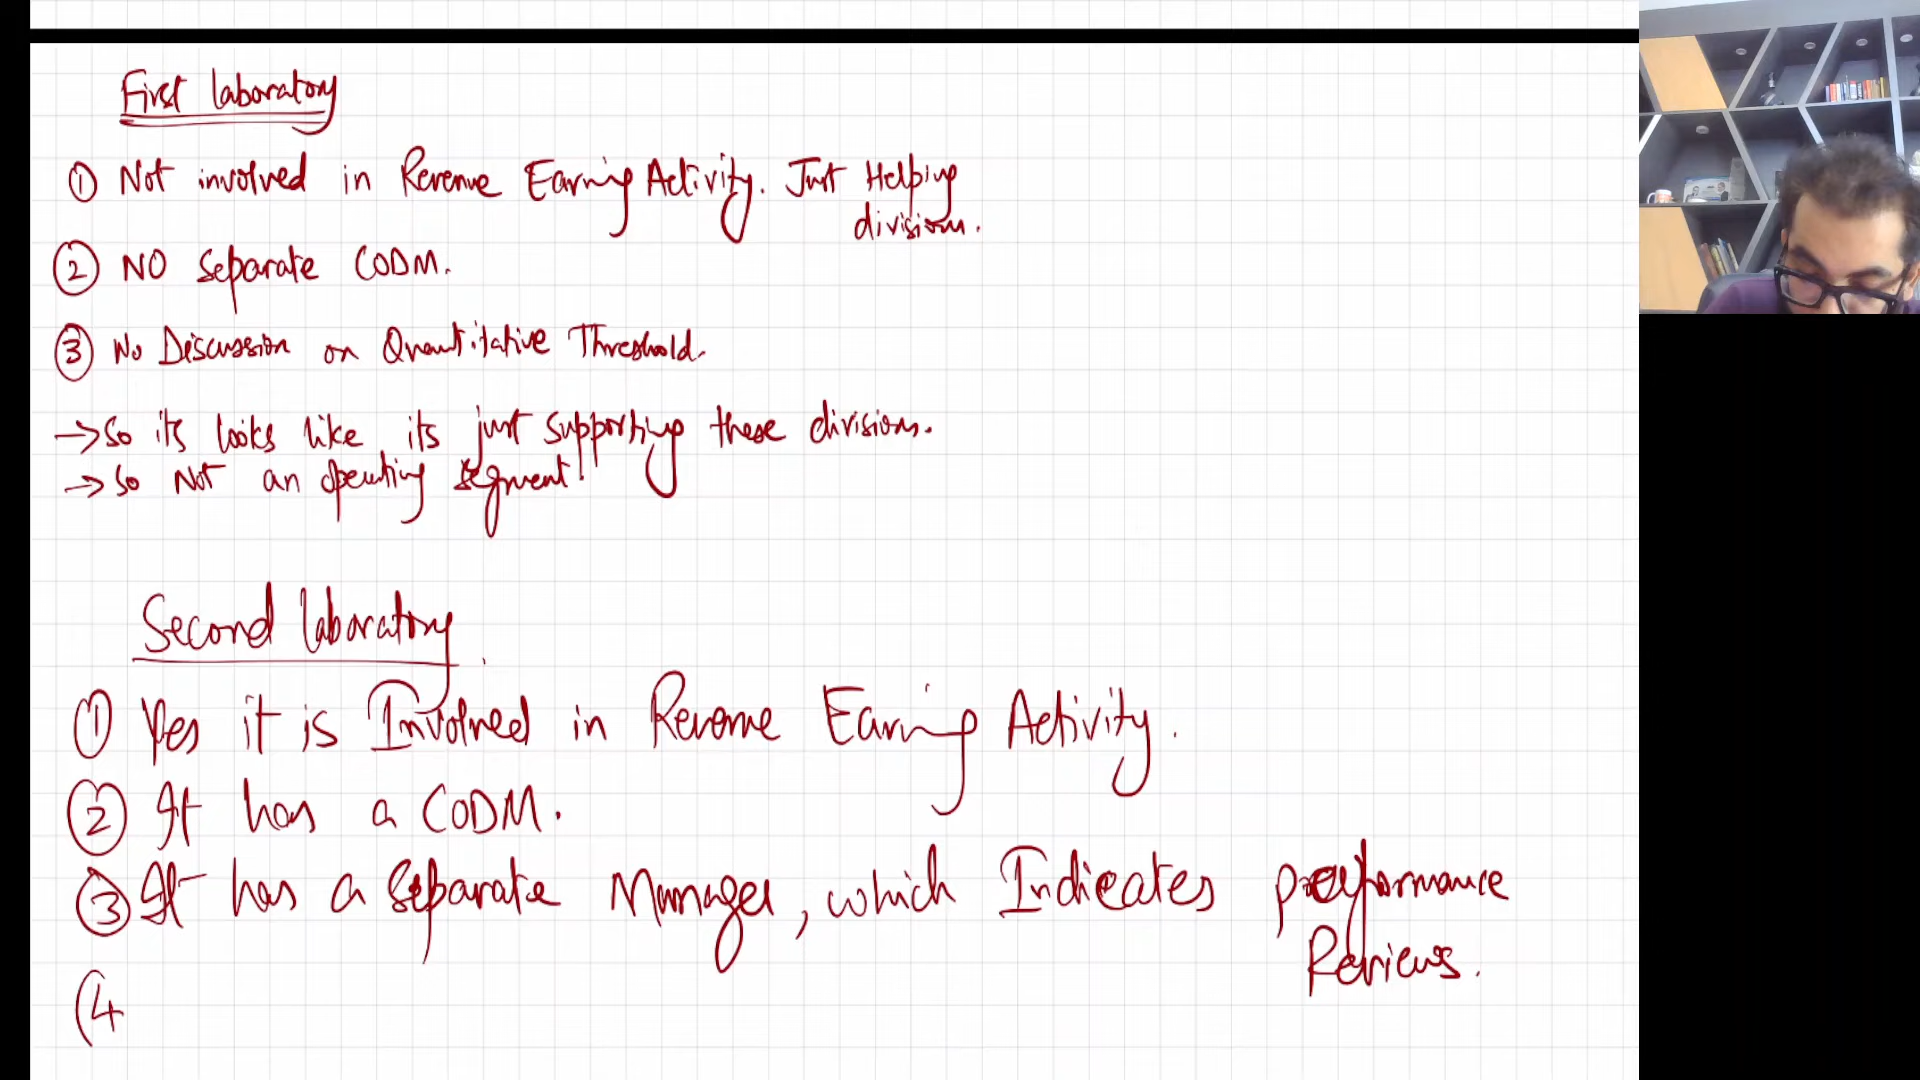 First laboratory
① Not involved in Revenue Earning Activity. Just Helping
divisions.
② NO separate CODM.
③ No Discussion on Quantitative Threshold.
→ So its looks like its just supporting these divisions.
→ So Not an operating segment.
Second laboratory
① Yes it is Involved in Revenue Earning Activity.
② It has a CODM.
③ It has a separate Manager, which Indicates performance
Reviews.
(4